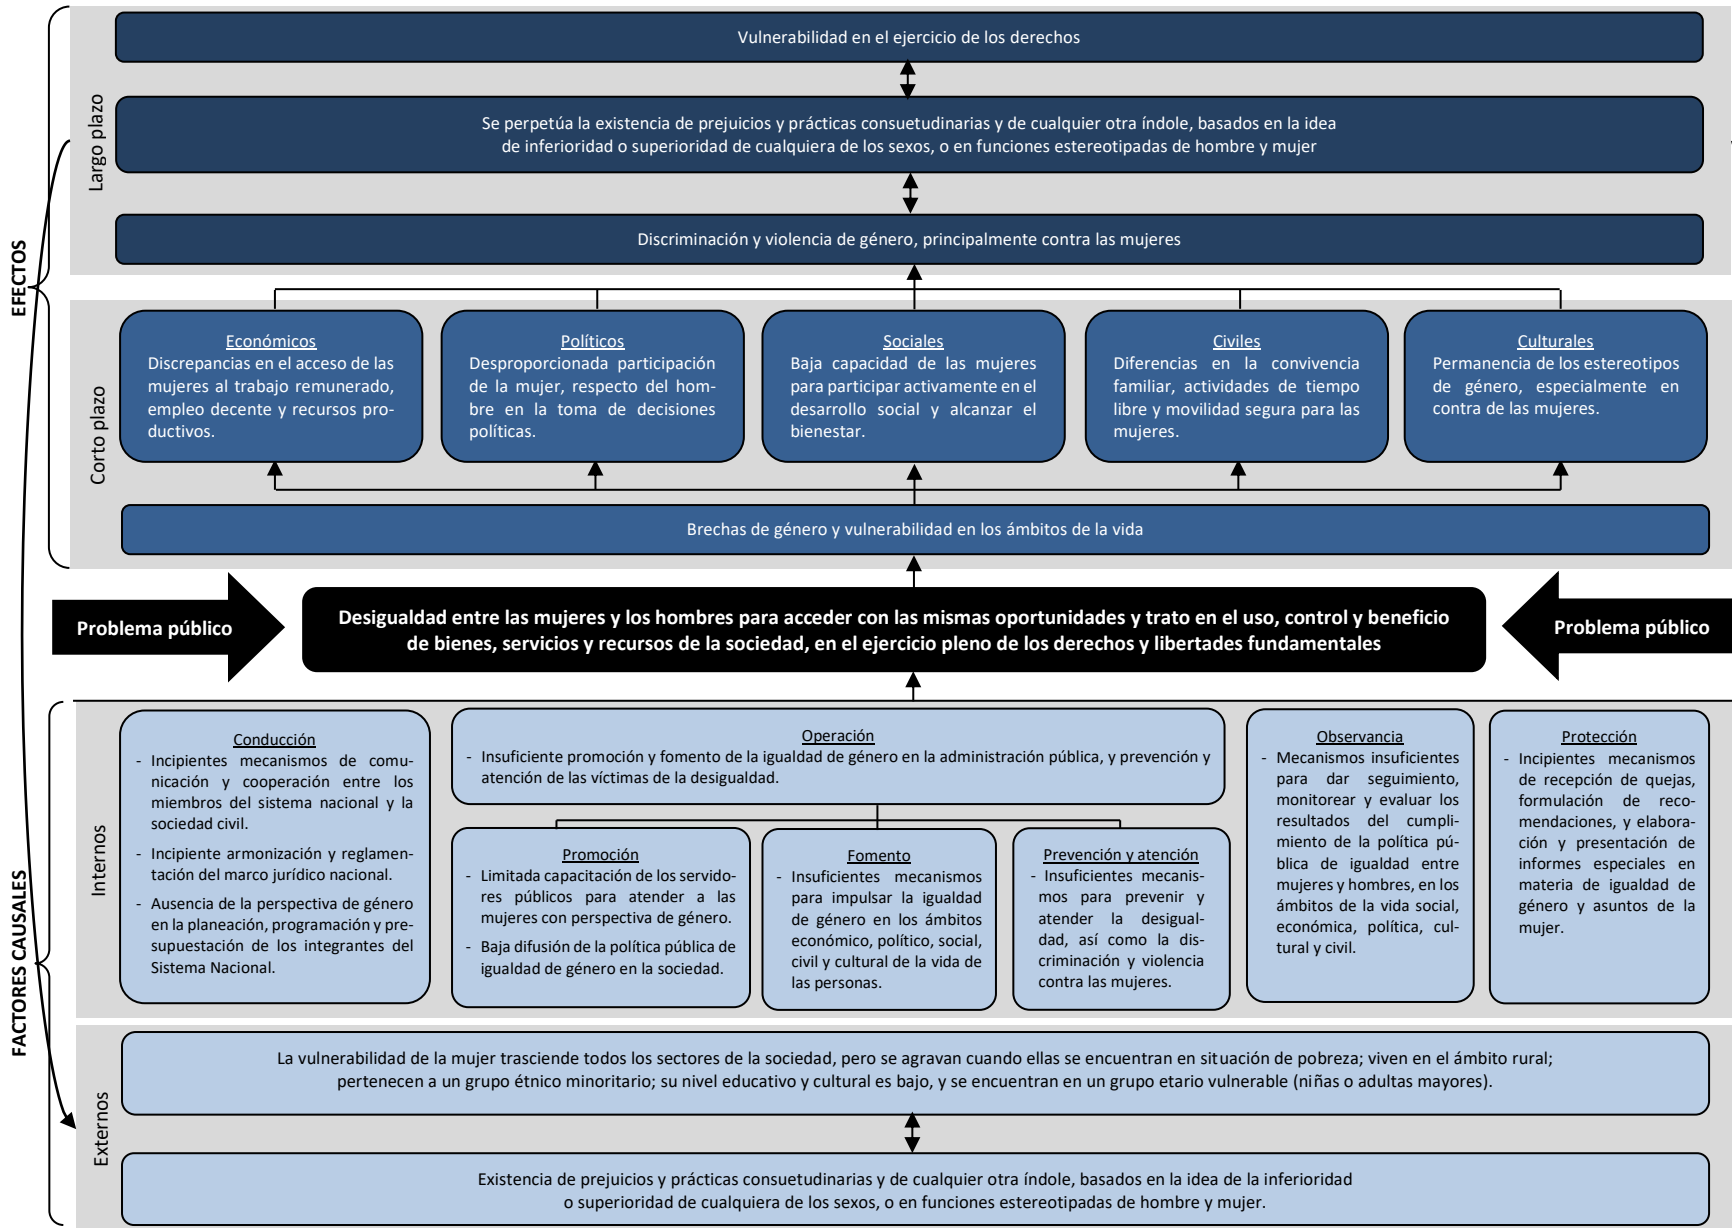 EFECTOS
Largo plazo
Vulnerabilidad en el ejercicio de los derechos
Se perpetúa la existencia de prejuicios y prácticas consuetudinarias y de cualquier otra índole, basados en la idea
de inferioridad o superioridad de cualquiera de los sexos, o en funciones estereotipadas de hombre y mujer
Discriminación y violencia de género, principalmente contra las mujeres
Corto plazo
Económicos
Discrepancias en el acceso de las
mujeres al trabajo remunerado,
empleo decente y recursos pro-
ductivos.
Políticos
Desproporcionada participación
de la mujer, respecto del hom-
bre en la toma de decisiones
políticas.
Sociales
Baja capacidad de las mujeres
para participar activamente en el
desarrollo social y alcanzar el
bienestar.
Civiles
Diferencias en la convivencia
familiar, actividades de tiempo
libre y movilidad segura para las
mujeres.
Culturales
Permanencia de los estereotipos
de género, especialmente en
contra de las mujeres.
Brechas de género y vulnerabilidad en los ámbitos de la vida
Problema público
Desigualdad entre las mujeres y los hombres para acceder con las mismas oportunidades y trato en el uso, control y beneficio
de bienes, servicios y recursos de la sociedad, en el ejercicio pleno de los derechos y libertades fundamentales
Problema público
FACTORES CAUSALES
Internos
Conducción
- Incipientes mecanismos de comu-
nicación y cooperación entre los
miembros del sistema nacional y la
sociedad civil.
- Incipiente armonización y reglamen-
tación del marco jurídico nacional.
- Ausencia de la perspectiva de género
en la planeación, programación y pre-
supuestación de los integrantes del
Sistema Nacional.
Operación
- Insuficiente promoción y fomento de la igualdad de género en la administración pública, y prevención y
atención de las víctimas de la desigualdad.
Promoción
- Limitada capacitación de los servido-
res públicos para atender a las
mujeres con perspectiva de género.
- Baja difusión de la política pública de
igualdad de género en la sociedad.
Fomento
- Insuficientes mecanismos
para impulsar la igualdad
de género en los ámbitos
económico, político, social,
civil y cultural de la vida de
las personas.
Prevención y atención
- Insuficientes mecanis-
mos para prevenir y
atender la desigual-
dad, así como la dis-
criminación y violencia
contra las mujeres.
Observancia
- Mecanismos insuficientes
para dar seguimiento,
monitorear y evaluar los
resultados del cumpli-
miento de la política pú-
blica de igualdad entre
mujeres y hombres, en los
ámbitos de la vida social,
económica, política, cul-
tural y civil.
Protección
- Incipientes mecanismos
de recepción de quejas,
formulación de reco-
mendaciones, y elabora-
ción y presentación de
informes especiales en
materia de igualdad de
género y asuntos de la
mujer.
Externos
La vulnerabilidad de la mujer trasciende todos los sectores de la sociedad, pero se agravan cuando ellas se encuentran en situación de pobreza; viven en el ámbito rural;
pertenecen a un grupo étnico minoritario; su nivel educativo y cultural es bajo, y se encuentran en un grupo etario vulnerable (niñas o adultas mayores).
Existencia de prejuicios y prácticas consuetudinarias y de cualquier otra índole, basados en la idea de la inferioridad
o superioridad de cualquiera de los sexos, o en funciones estereotipadas de hombre y mujer.